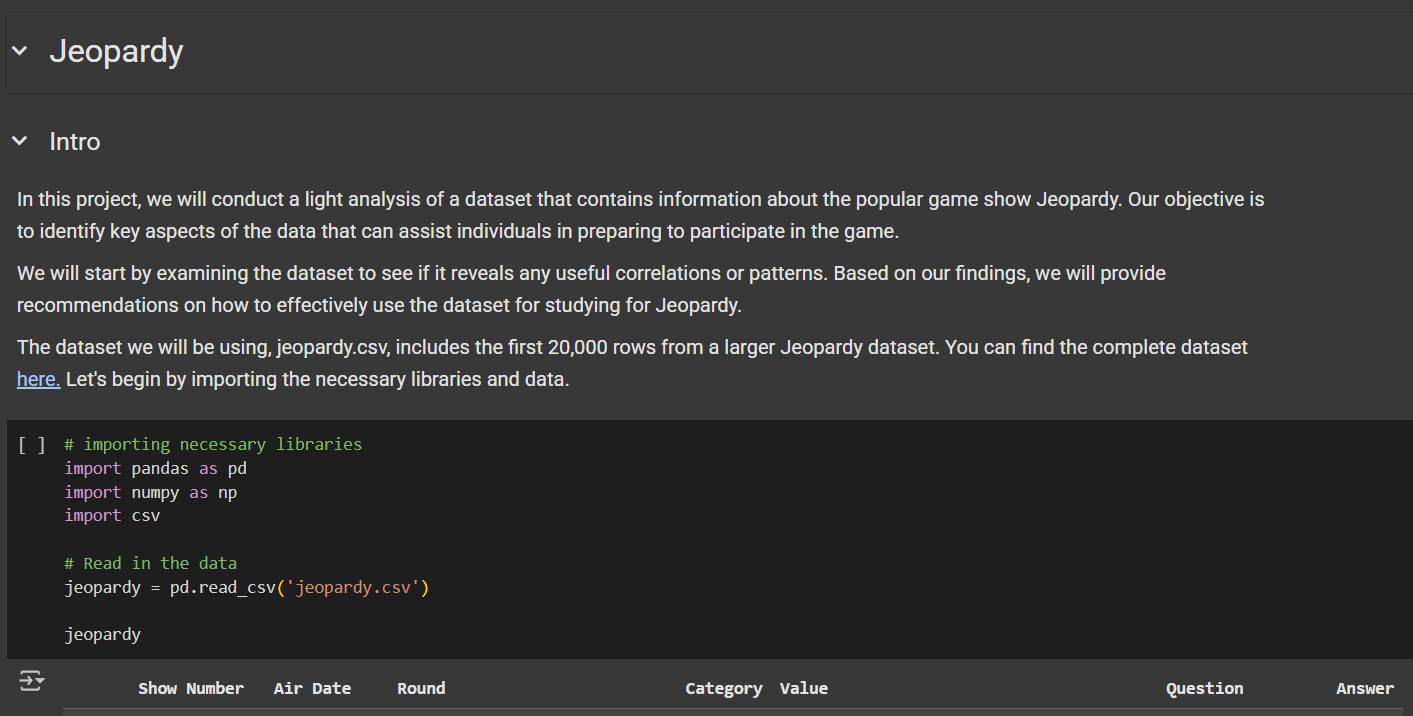 Jeopardy
Intro
In this project, we will conduct a light analysis of a dataset that contains information about the popular game show Jeopardy. Our objective is
to identify key aspects of the data that can assist individuals in preparing to participate in the game.
We will start by examining the dataset to see if it reveals any useful correlations or patterns. Based on our findings, we will provide
recommendations on how to effectively use the dataset for studying for Jeopardy.
The dataset we will be using, jeopardy.csv, includes the first 20,000 rows from a larger Jeopardy dataset. You can find the complete dataset
here. Let's begin by importing the necessary libraries and data.
[ ] # importing necessary libraries
import pandas as pd
import numpy as np
import csv
# Read in the data
jeopardy = pd.read_csv('jeopardy.csv')
jeopardy
Show Number Air Date Round Category Value Question Answer